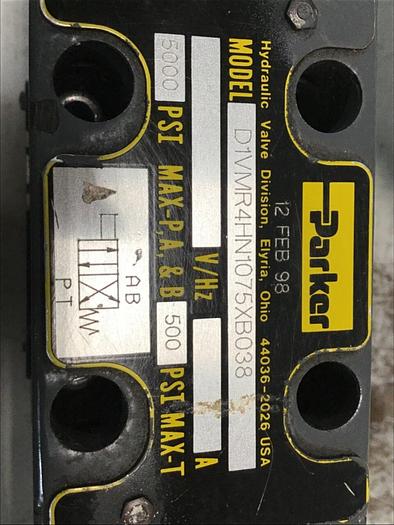 Parker
12 FEB 98
Hydraulic Valve Division, Elyria, Ohio 44036-2026 USA
MODEL D1VMR4HN1075XB038
V/Hz A
5000 PSI MAX-P,A, & B 500 PSI MAX-T
AB
PT